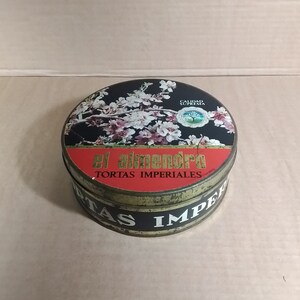 el almendro
TORTAS IMPERIALES
TAS IMPE